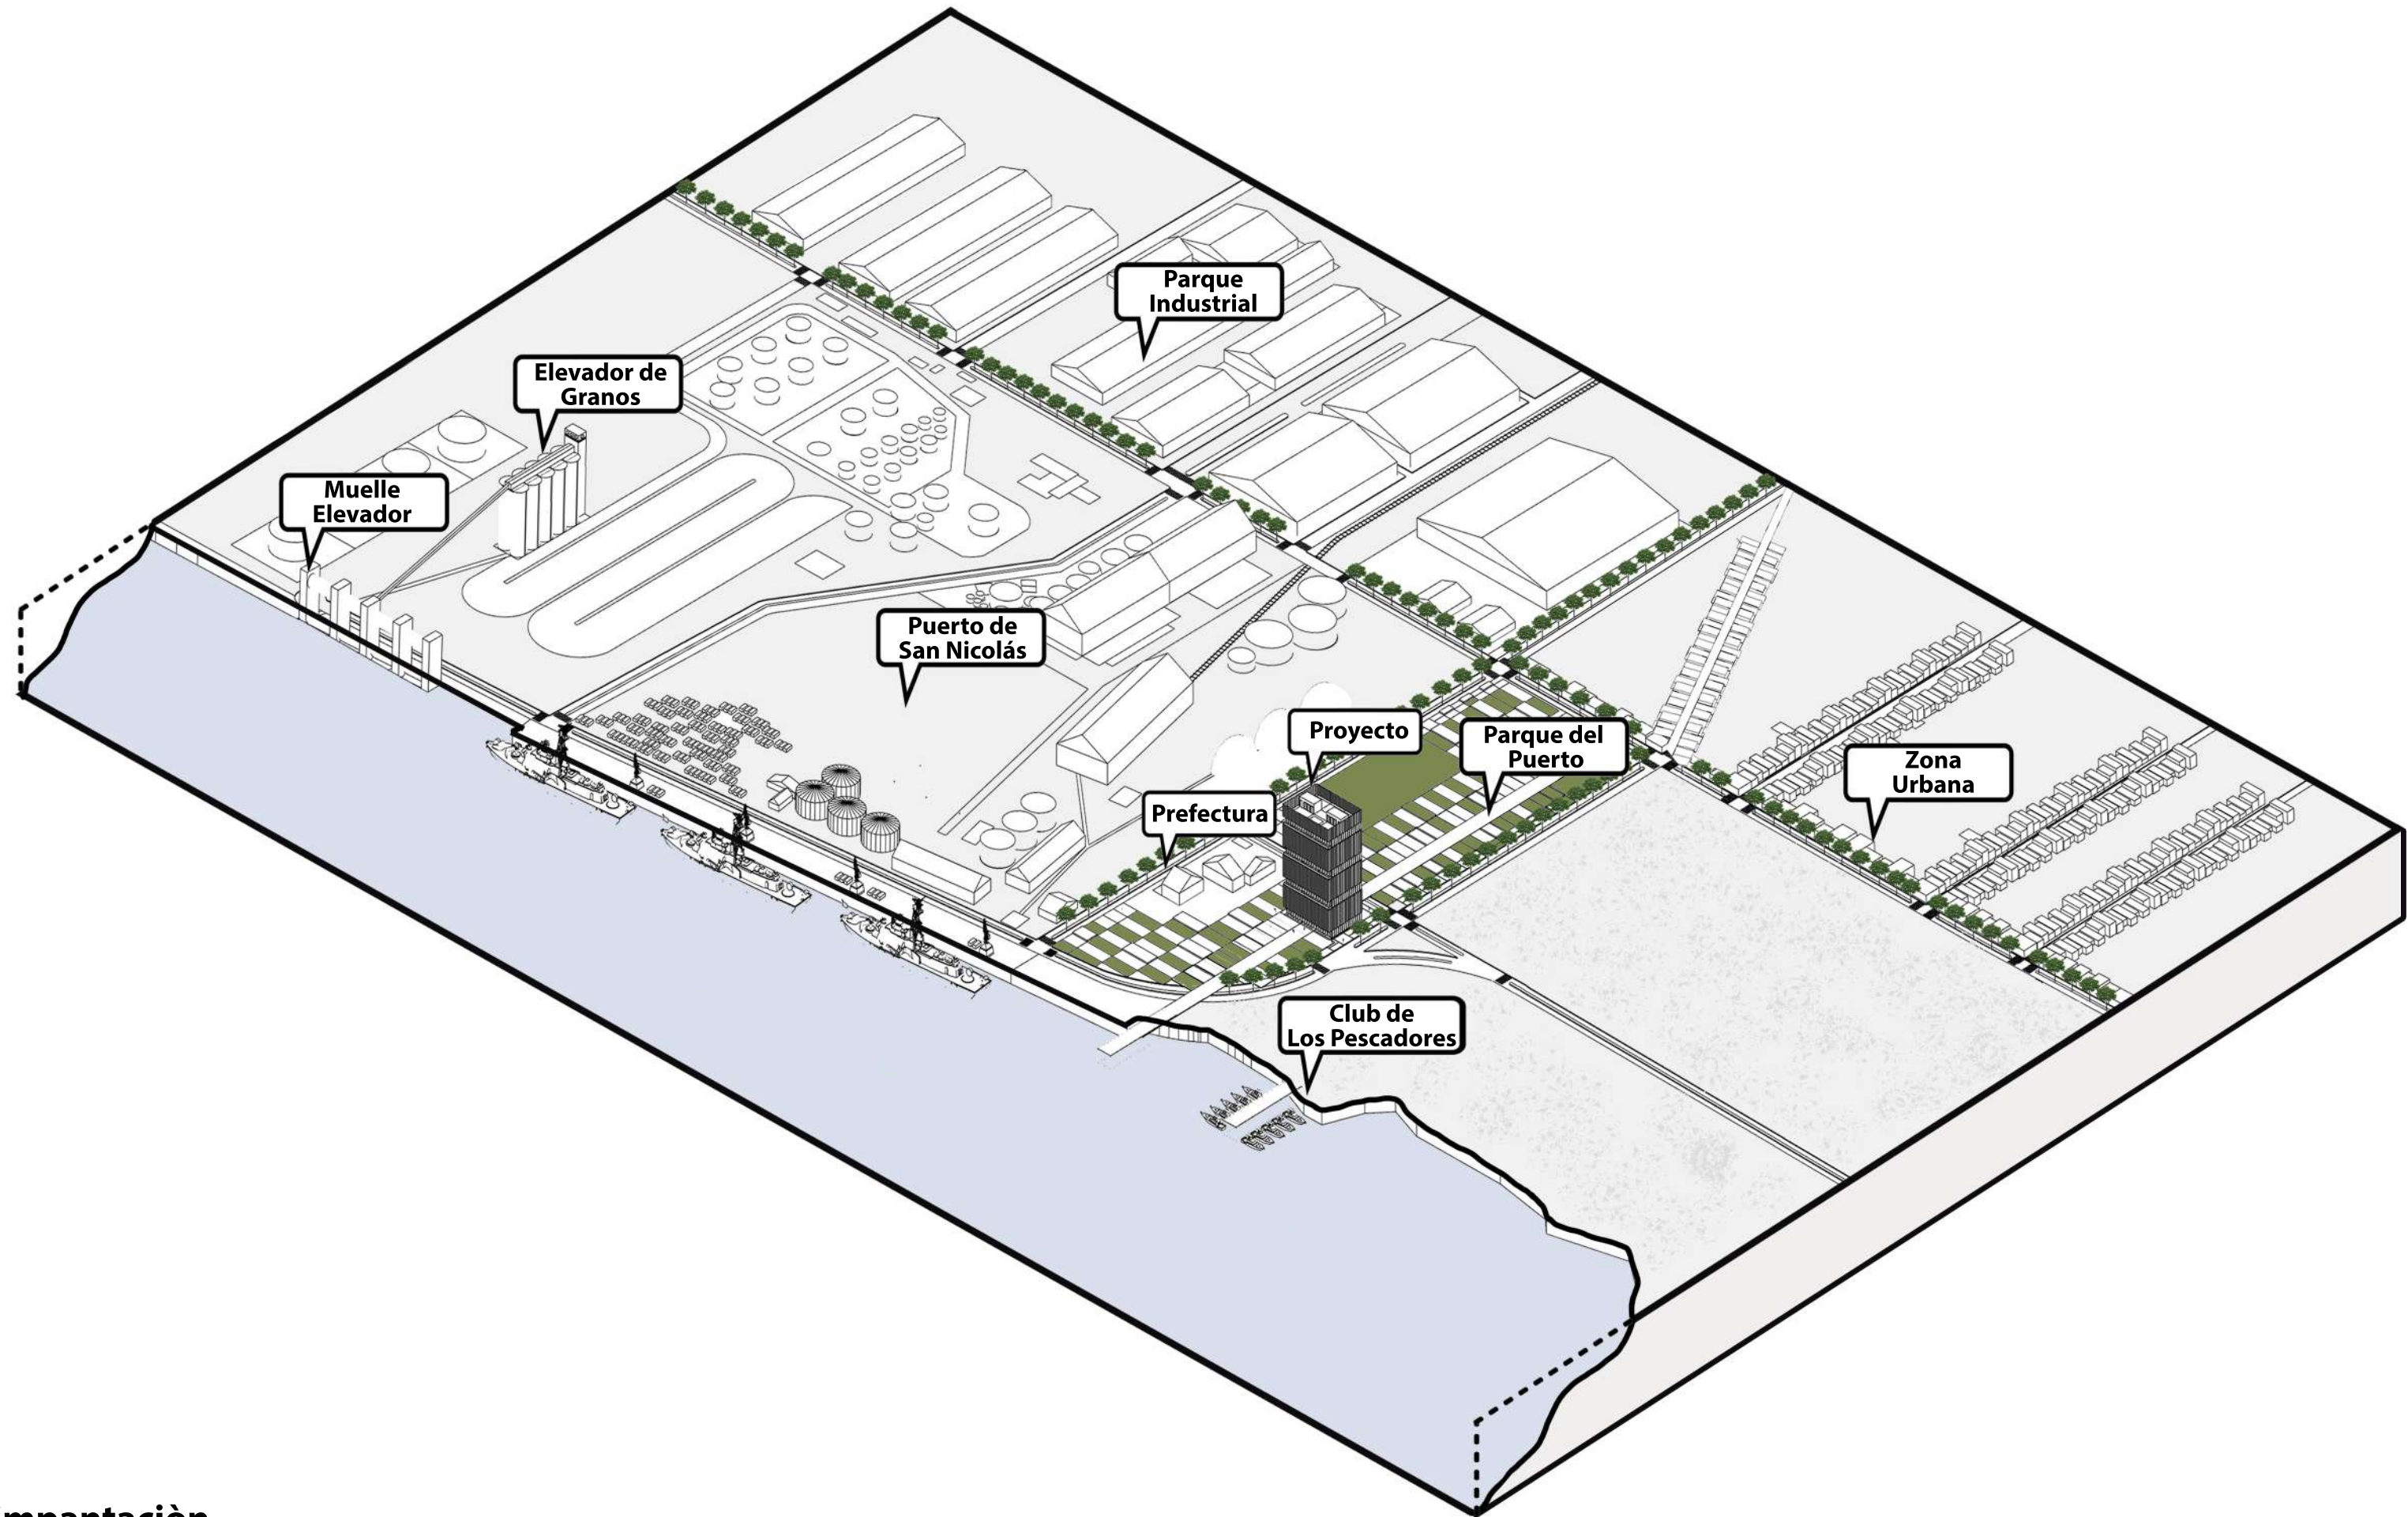 Parque
Industrial
Elevador de
Granos
Muelle
Elevador
Puerto de
San Nicolás
Proyecto
Parque del
Puerto
Zona
Urbana
Prefectura
Club de
Los Pescadores
mpantaciòn